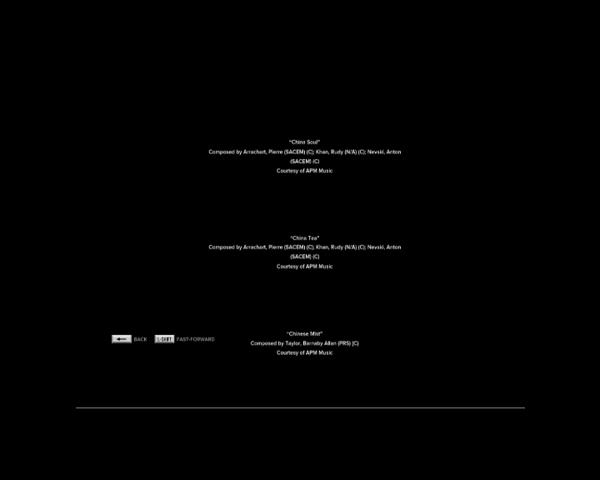 "China Soul"
Composed by Arrachart, Pierre (SACEM) (C); Khan, Rudy (N/A) (C); Nevski, Anton
(SACEM) (C)
Courtesy of APM Music
"China Tea"
Composed by Arrachart, Pierre (SACEM) (C); Khan, Rudy (N/A) (C); Nevski, Anton
(SACEM) (C)
Courtesy of APM Music
"Chinese Mist"
BACK L-SHIFT FAST-FORWARD
Composed by Taylor, Barnaby Allen (PRS) (C)
Courtesy of APM Music